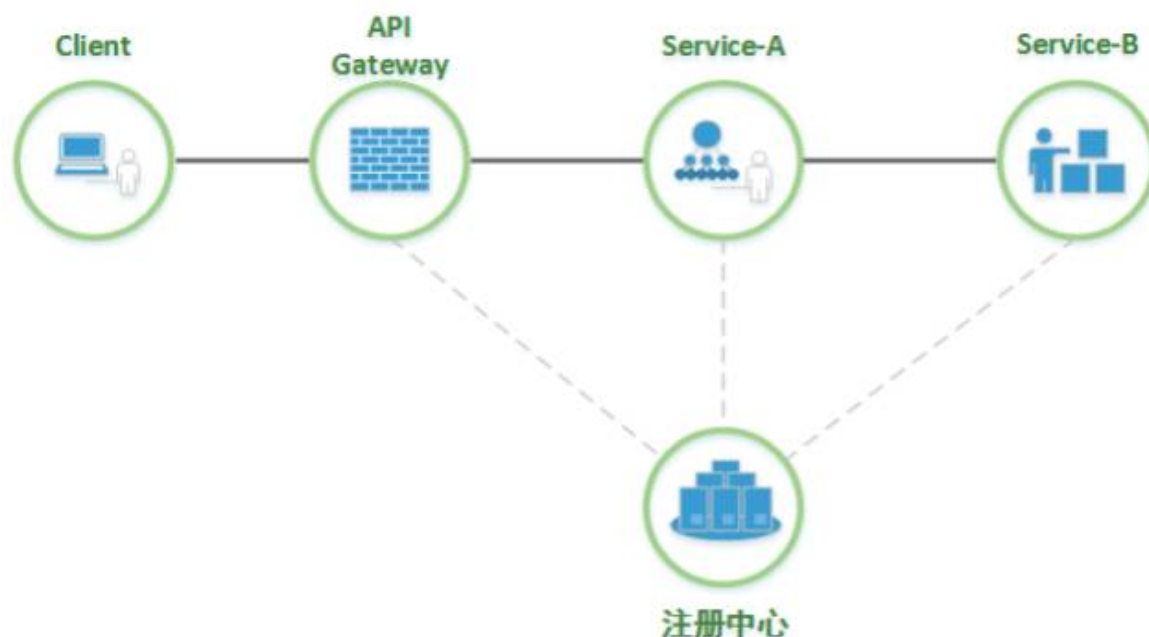 Client
API
Gateway
Service-A
Service-B
注册中心